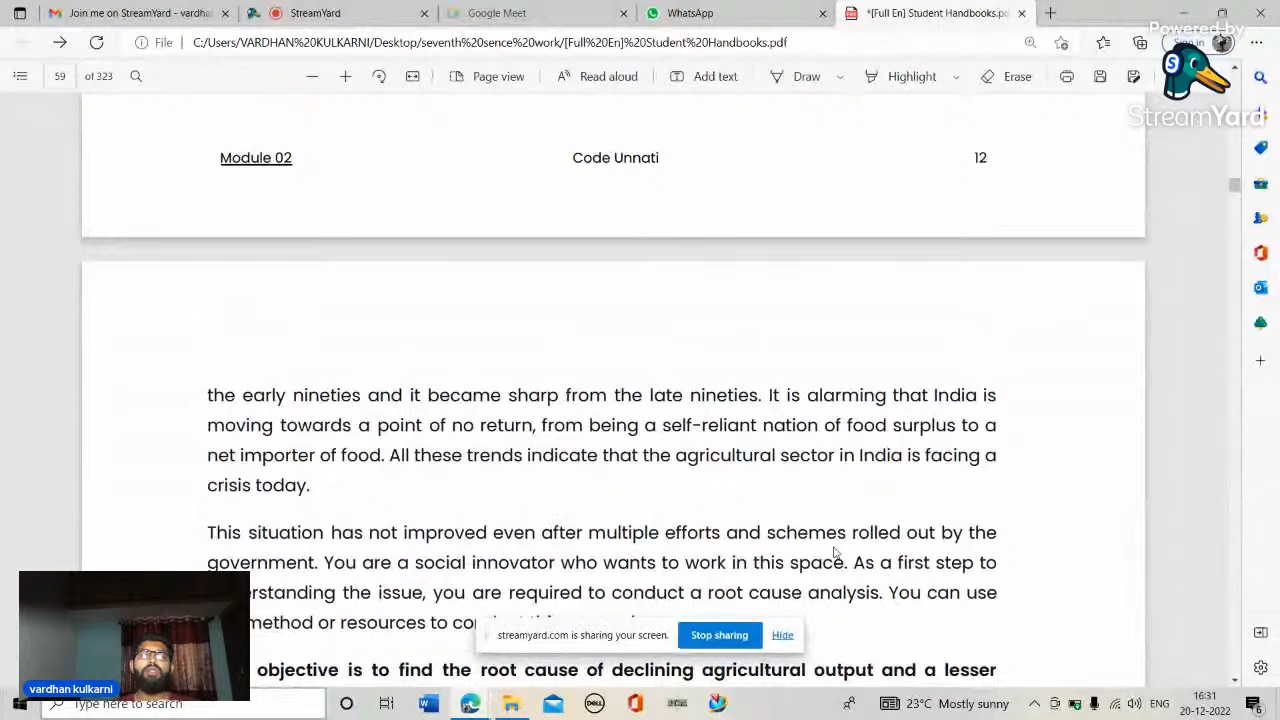 Join me on StreamYard - vardhan
StreamYard
Google Meet
WhatsApp
*[Full En] Student Handbooks.pdf
Powered by
File
C:/Users/VARDHAN KULKARNI/Desktop/seventh
Work/[Full%20En]%20Student%20Handbooks.pdf
Sign in
59 of 323
Page view
Read aloud
Add text
Draw
Highlight
Erase
StreamYard
Module 02
Code Unnati
12
the early nineties and it became sharp from the late nineties. It is alarming that India is
moving towards a point of no return, from being a self-reliant nation of food surplus to a
net importer of food. All these trends indicate that the agricultural sector in India is facing a
crisis today.
This situation has not improved even after multiple efforts and schemes rolled out by the
government. You are a social innovator who wants to work in this space. As a first step to
the issue, you are required to conduct a root cause analysis. You can use
method or resources to
streamyard.com is sharing your screen.
Stop sharing
Hide
objective is to find the root cause of declining agricultural output and a lesser
vardhan kulkarni
Type here to search
DELL
23°C Mostly sunny
ENG
16:31
20-12-2022
6